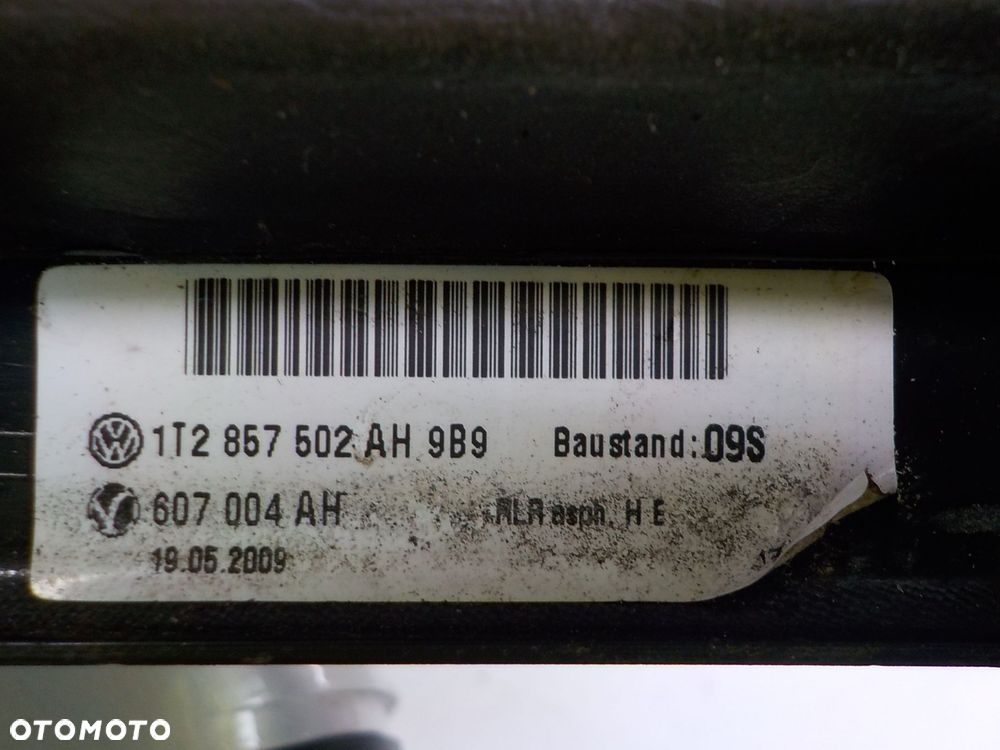 1T2 857 502 AH 9B9 Baustand: 09S
607 004 AH RLR asph. H E
19.05.2009
OTOMOTO